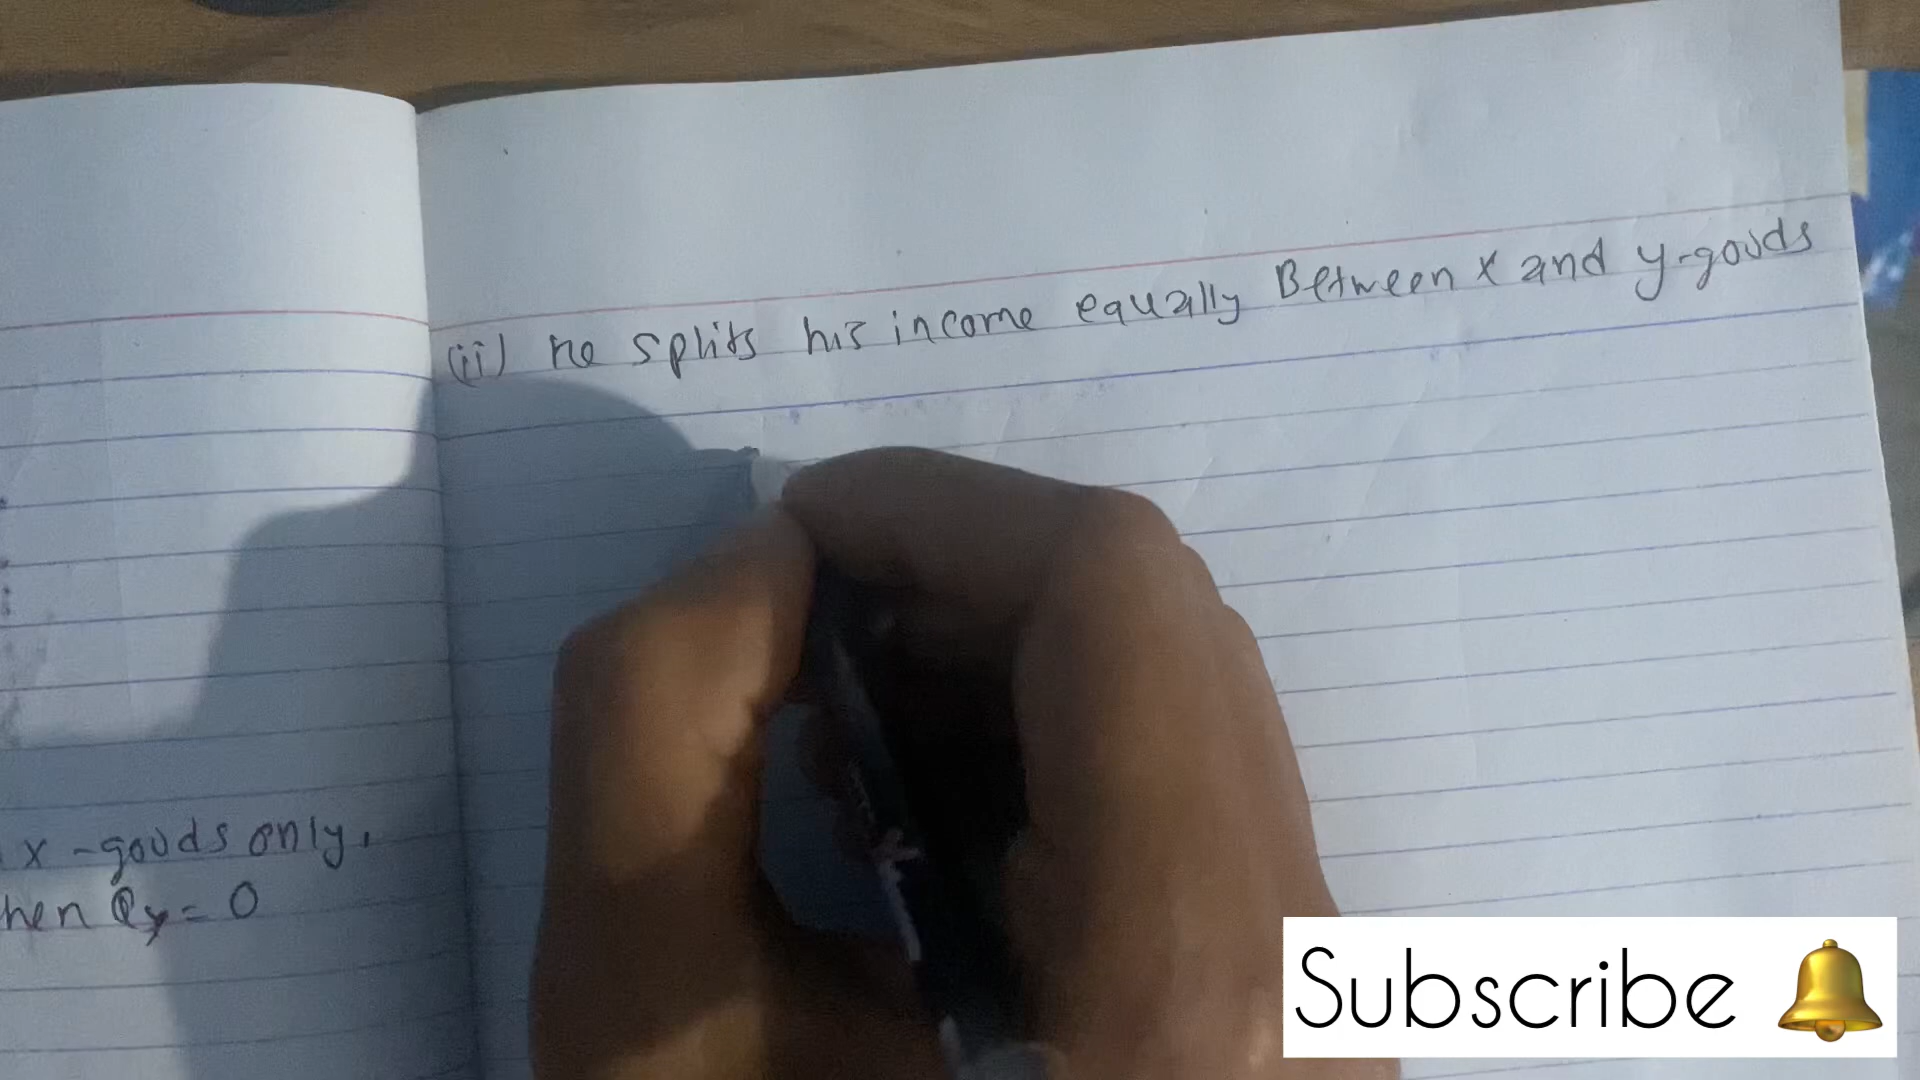 x-goods only.
hen Qy = 0
(ii) he splits his income equally Between x and y-goods
Subscribe